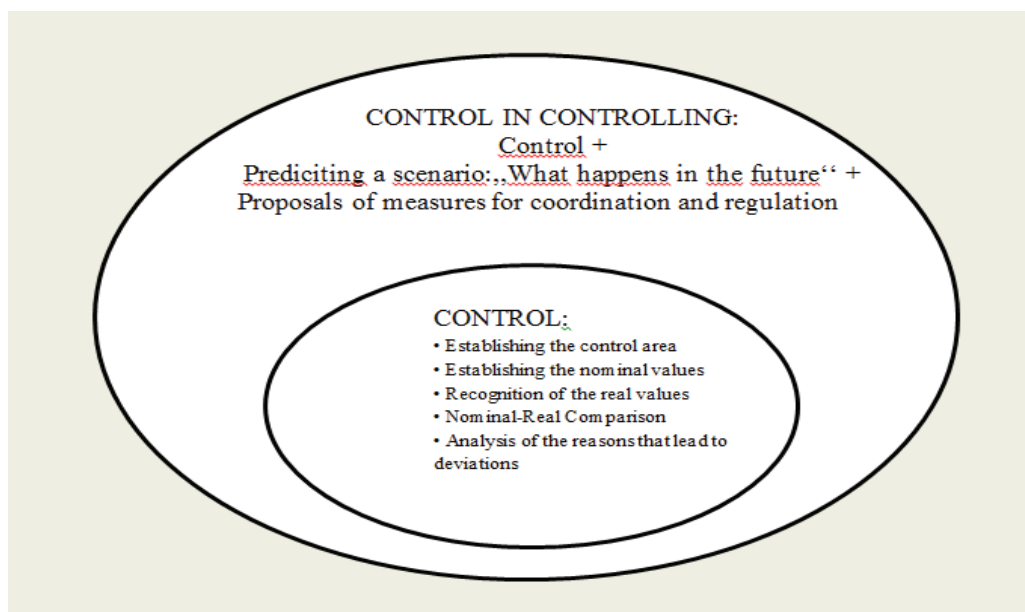 CONTROL IN CONTROLLING:
Control +
Prediciting a scenario:,,What happens in the future‘‘ +
Proposals of measures for coordination and regulation
CONTROL:
• Establishing the control area
• Establishing the nominal values
• Recognition of the real values
• Nominal-Real Comparison
• Analysis of the reasons that lead to
deviations